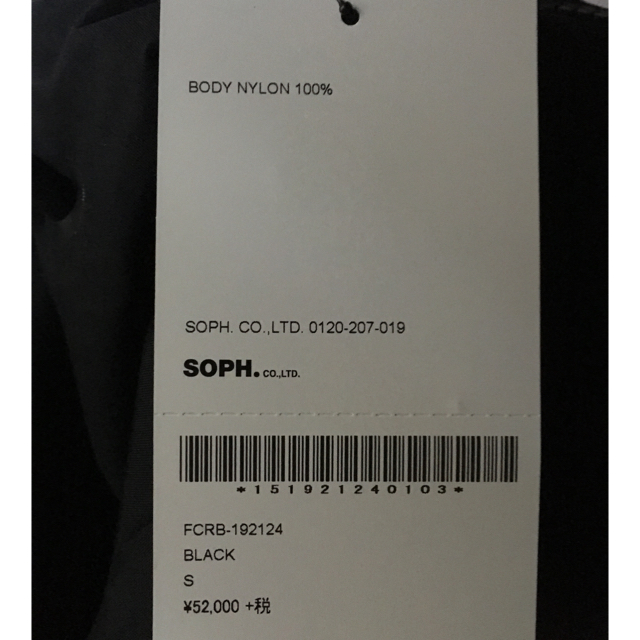 BODY NYLON 100%
SOPH. CO.,LTD. 0120-207-019
SOPH. CO.,LTD.
*151921240103*
FCRB-192124
BLACK
S
¥52,000 +税